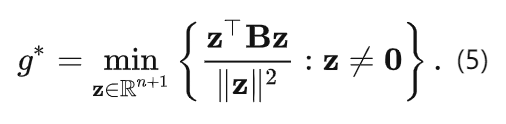 $$g^* = \min_{\mathbf{z} \in \mathbb{R}^{n+1}} \left\{ \frac{\mathbf{z}^\top \mathbf{B} \mathbf{z}}{\|\mathbf{z}\|^2} : \mathbf{z} \neq \mathbf{0} \right\}. \quad (5)$$